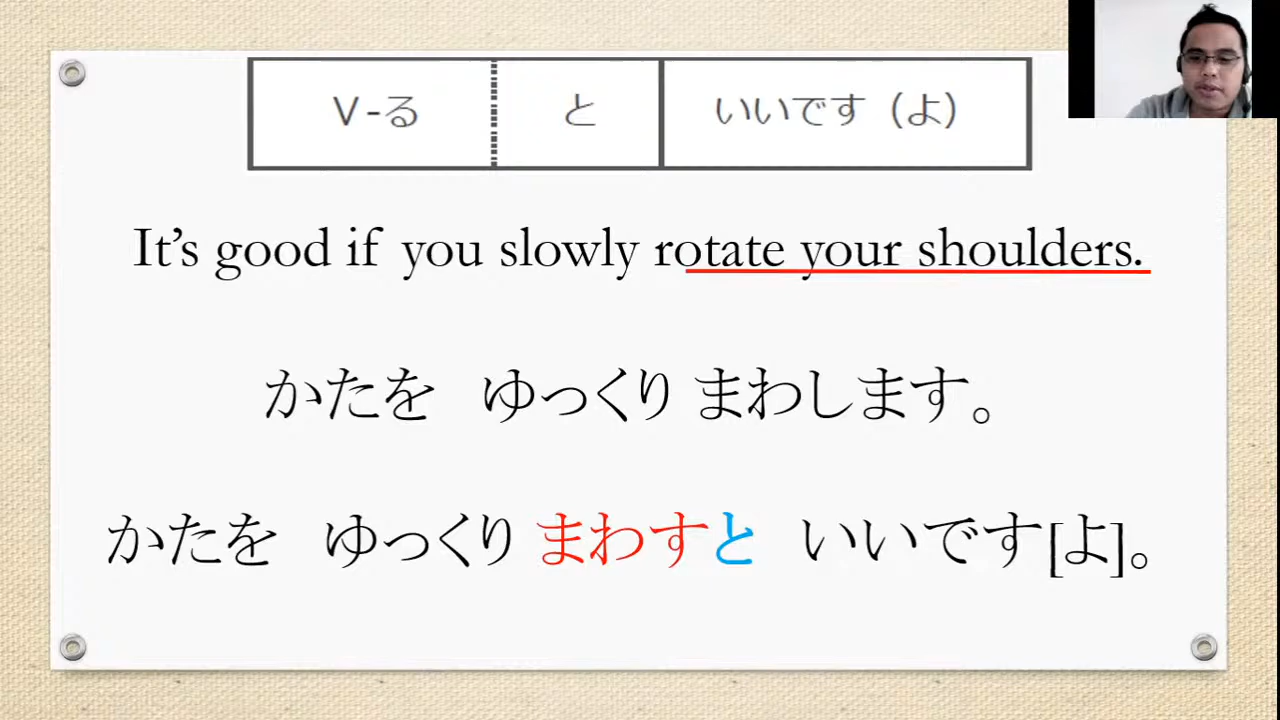 V-る と いいです（よ）
It's good if you slowly rotate your shoulders.
かたを　ゆっくり まわします。
かたを　ゆっくり まわすと　いいです[よ]。